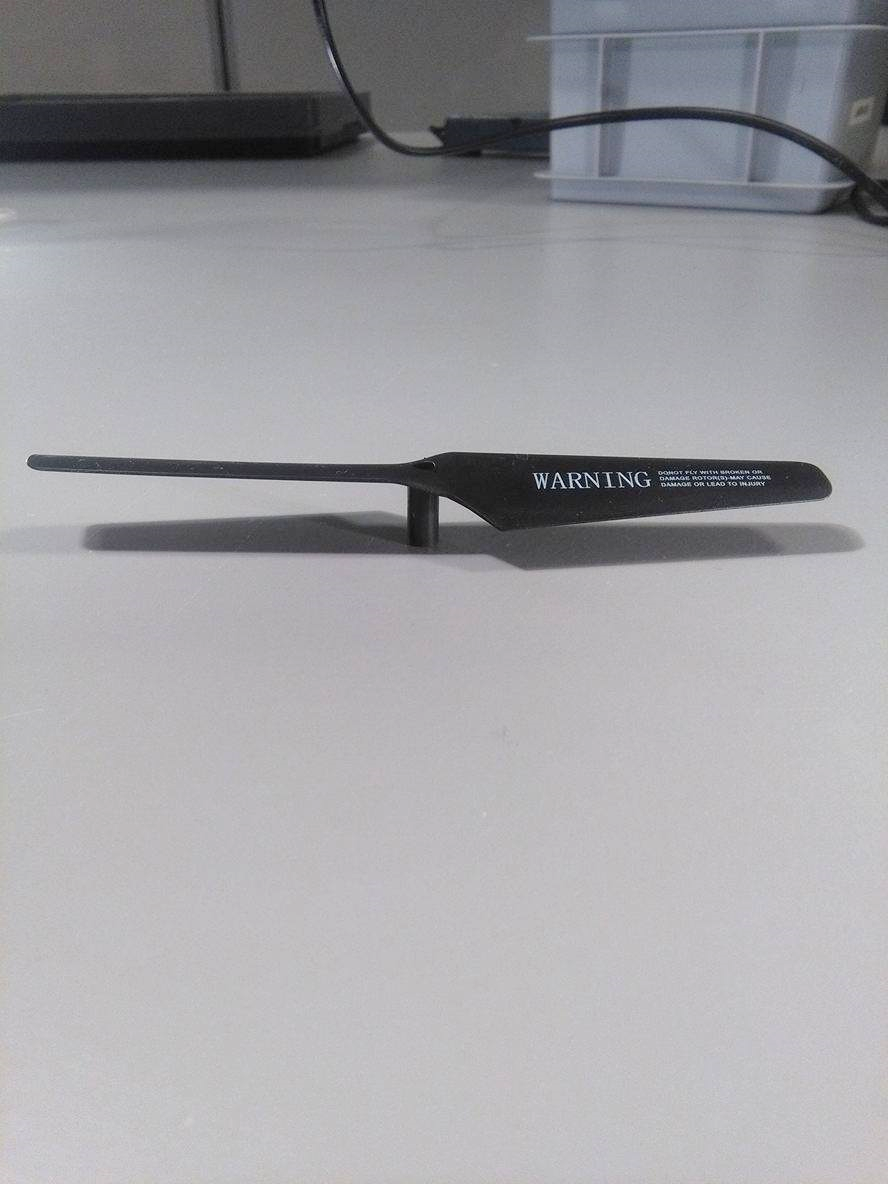 WARNING
DONOT FLY WITH BROKEN OR
DAMAGE ROTOR(S)-MAY CAUSE
DAMAGE OR LEAD TO INJURY